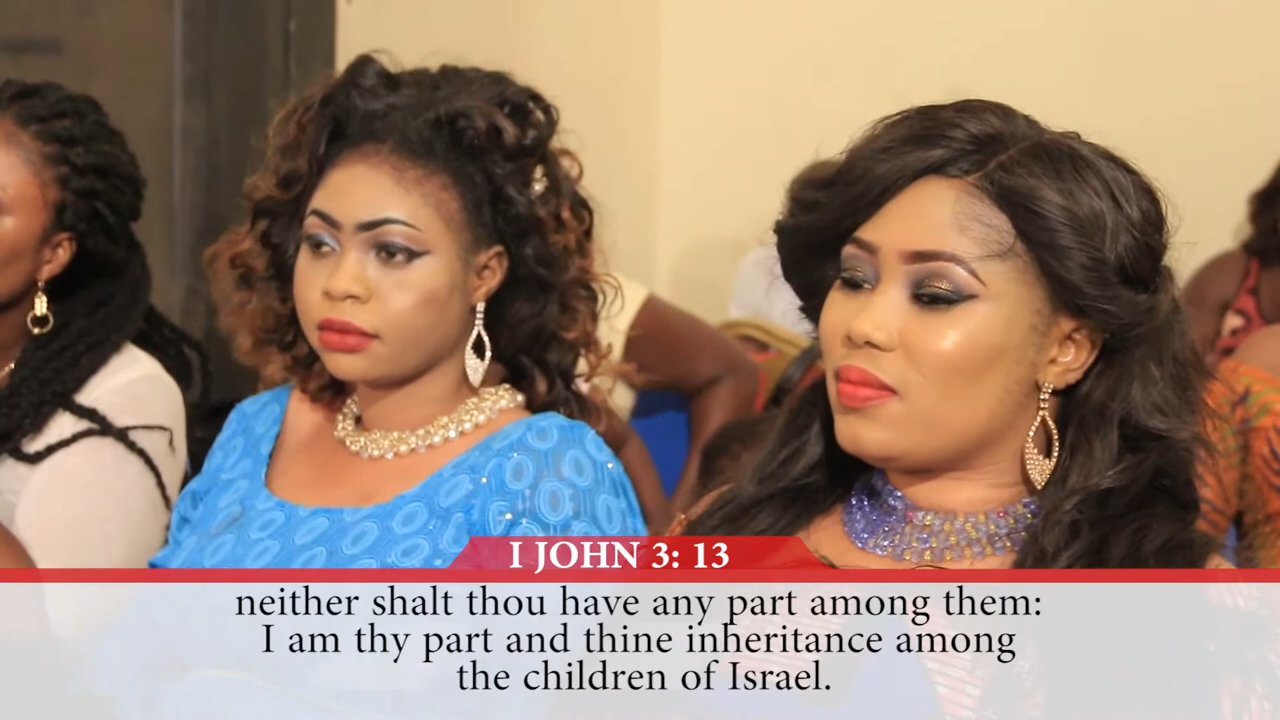 I JOHN 3: 13
neither shalt thou have any part among them:
I am thy part and thine inheritance among
the children of Israel.